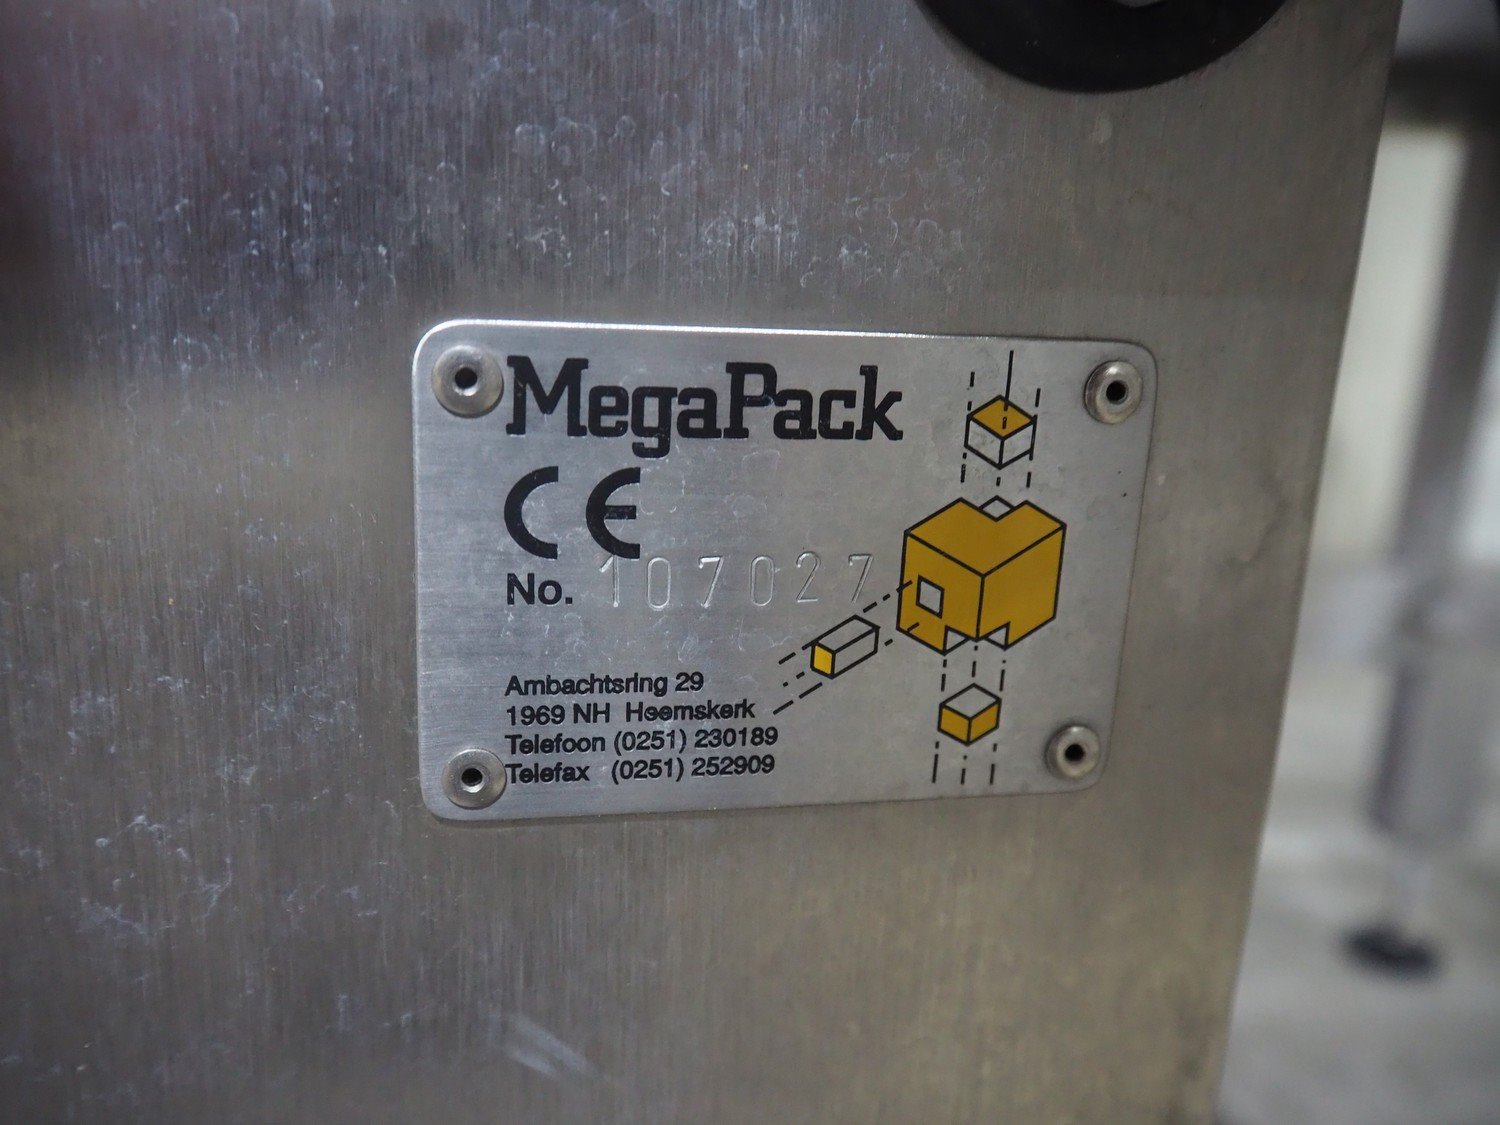 MegaPack
CE
No. 107027
Ambachtsring 29
1969 NH Heemskerk
Telefoon (0251) 230189
Telefax (0251) 252909